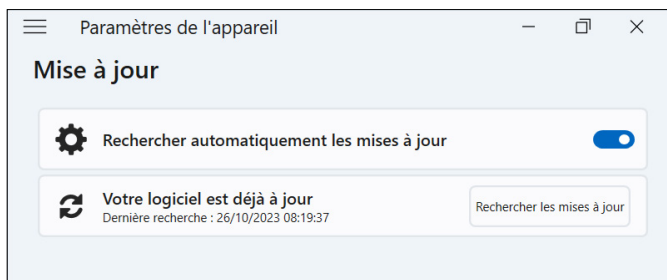 Paramètres de l'appareil
Mise à jour
Rechercher automatiquement les mises à jour
Votre logiciel est déjà à jour
Dernière recherche : 26/10/2023 08:19:37
Rechercher les mises à jour